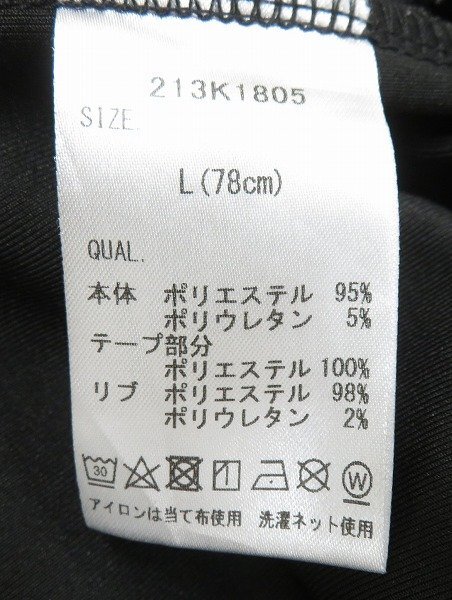 213K1805
SIZE.
L(78cm)
QUAL.
本体 ポリエステル 95%
ポリウレタン 5%
テープ部分
ポリエステル 100%
リブ ポリエステル 98%
ポリウレタン 2%
30 W
アイロンは当て布使用 洗濯ネット使用